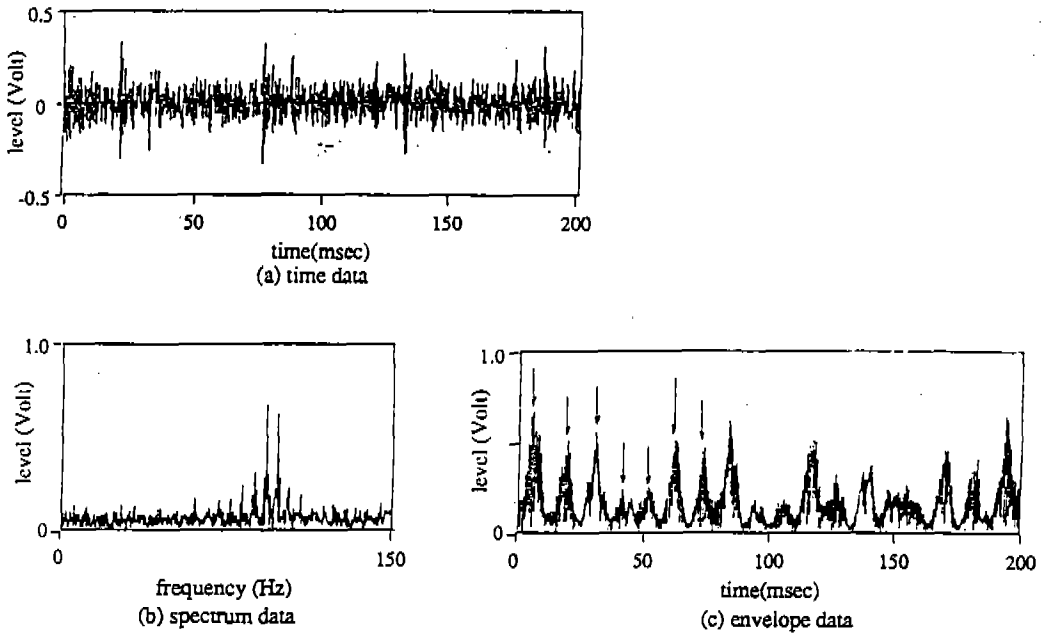 0.5
level (Volt)
0
-0.5
0
50
100
150
200
time(msec)
(a) time data
1.0
level (Volt)
0
0
150
frequency (Hz)
(b) spectrum data
1.0
level (Volt)
0
0
50
100
150
200
time(msec)
(c) envelope data